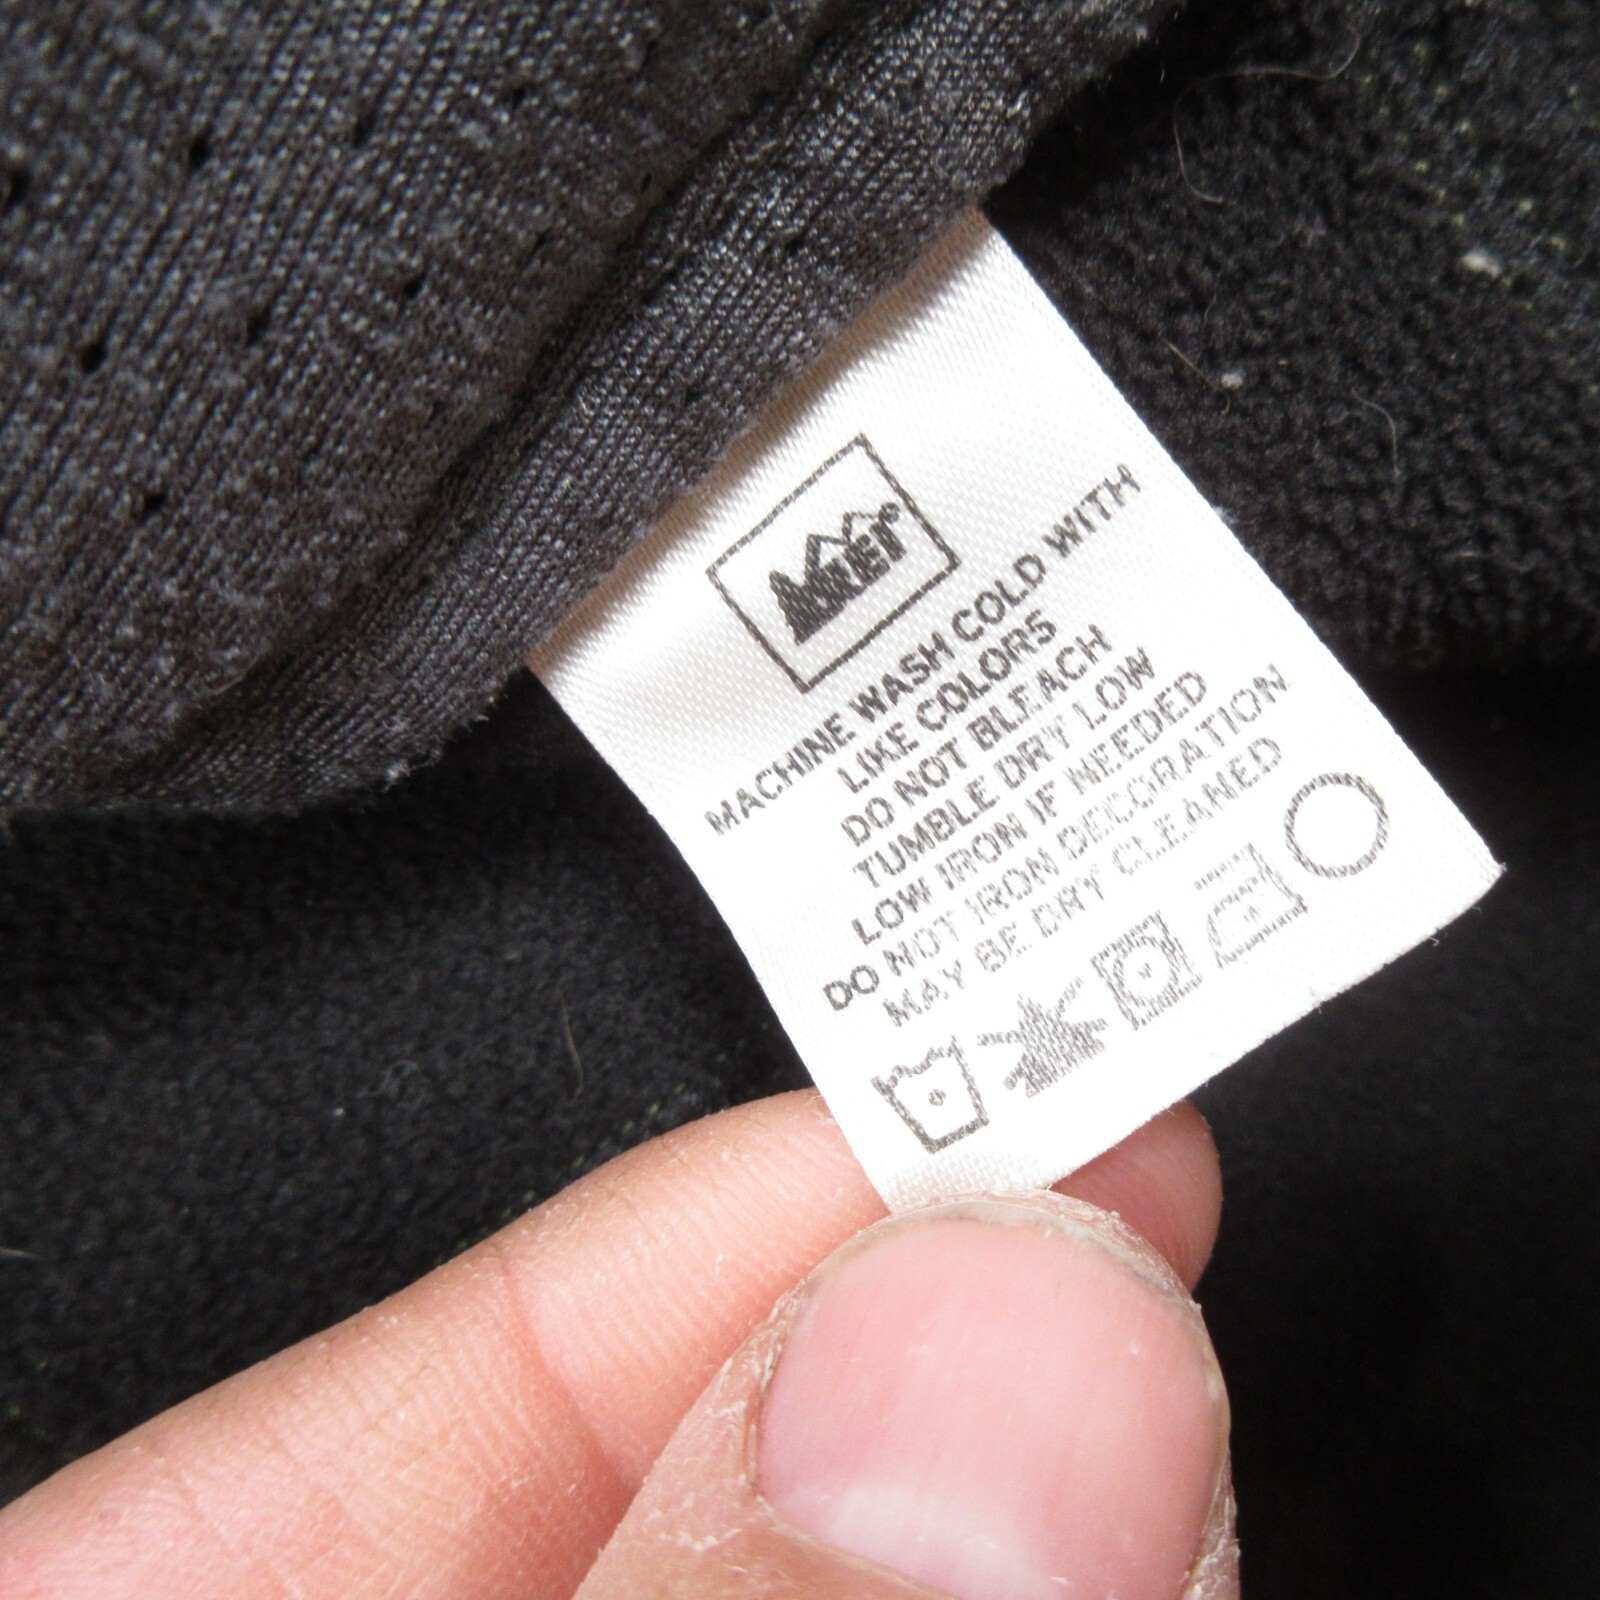 REI
MACHINE WASH COLD WITH
LIKE COLORS
DO NOT BLEACH
TUMBLE DRY LOW
LOW IRON IF NEEDED
DO NOT IRON DECORATION
MAY BE DRY CLEANED